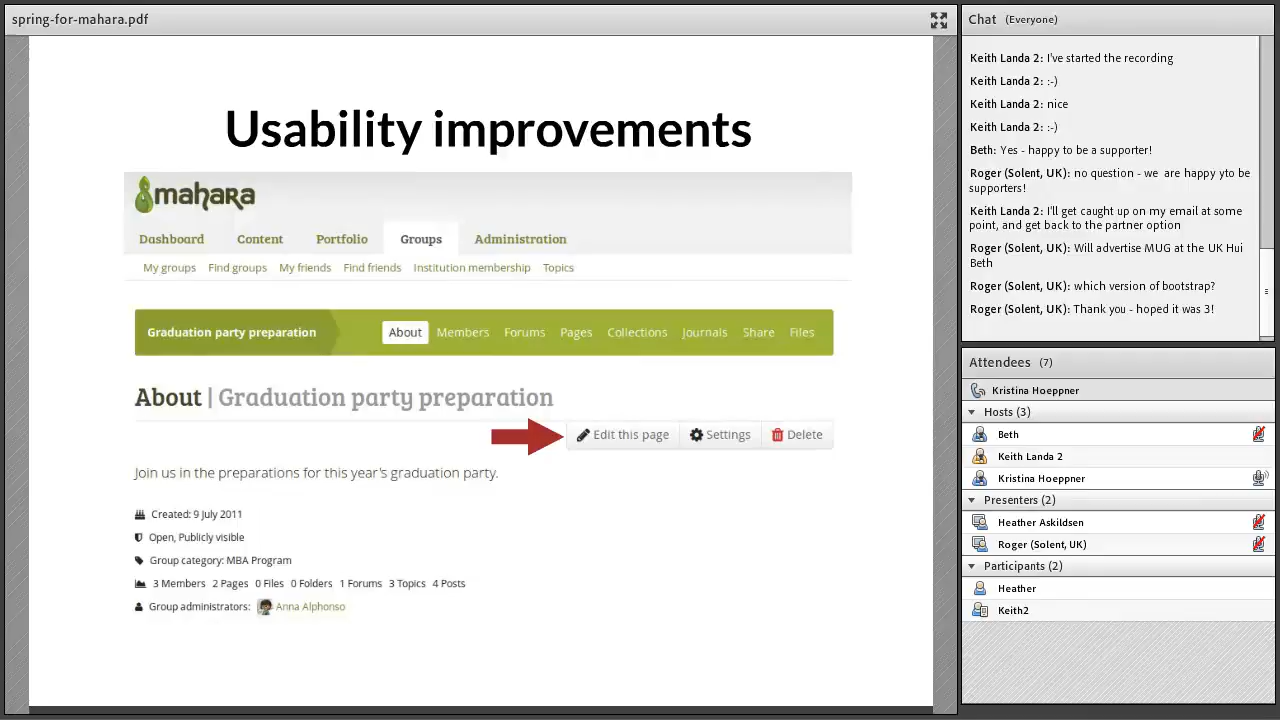 spring-for-mahara.pdf
Usability improvements
mahara
Dashboard Content Portfolio Groups Administration
My groups Find groups My friends Find friends Institution membership Topics
Graduation party preparation About Members Forums Pages Collections Journals Share Files
About | Graduation party preparation
Edit this page Settings Delete
Join us in the preparations for this year's graduation party.
Created: 9 July 2011
Open, Publicly visible
Group category: MBA Program
3 Members 2 Pages 0 Files 0 Folders 1 Forums 3 Topics 4 Posts
Group administrators: Anna Alphonso
Chat (Everyone)
Keith Landa 2: I've started the recording
Keith Landa 2: :-)
Keith Landa 2: nice
Keith Landa 2: :-)
Beth: Yes - happy to be a supporter!
Roger (Solent, UK): no question - we are happy yto be
supporters!
Keith Landa 2: I'll get caught up on my email at some
point, and get back to the partner option
Roger (Solent, UK): Will advertise MUG at the UK Hui
Beth
Roger (Solent, UK): which version of bootstrap?
Roger (Solent, UK): Thank you - hoped it was 3!
Attendees (7)
Kristina Hoeppner
Hosts (3)
Beth
Keith Landa 2
Kristina Hoeppner
Presenters (2)
Heather Askildsen
Roger (Solent, UK)
Participants (2)
Heather
Keith2